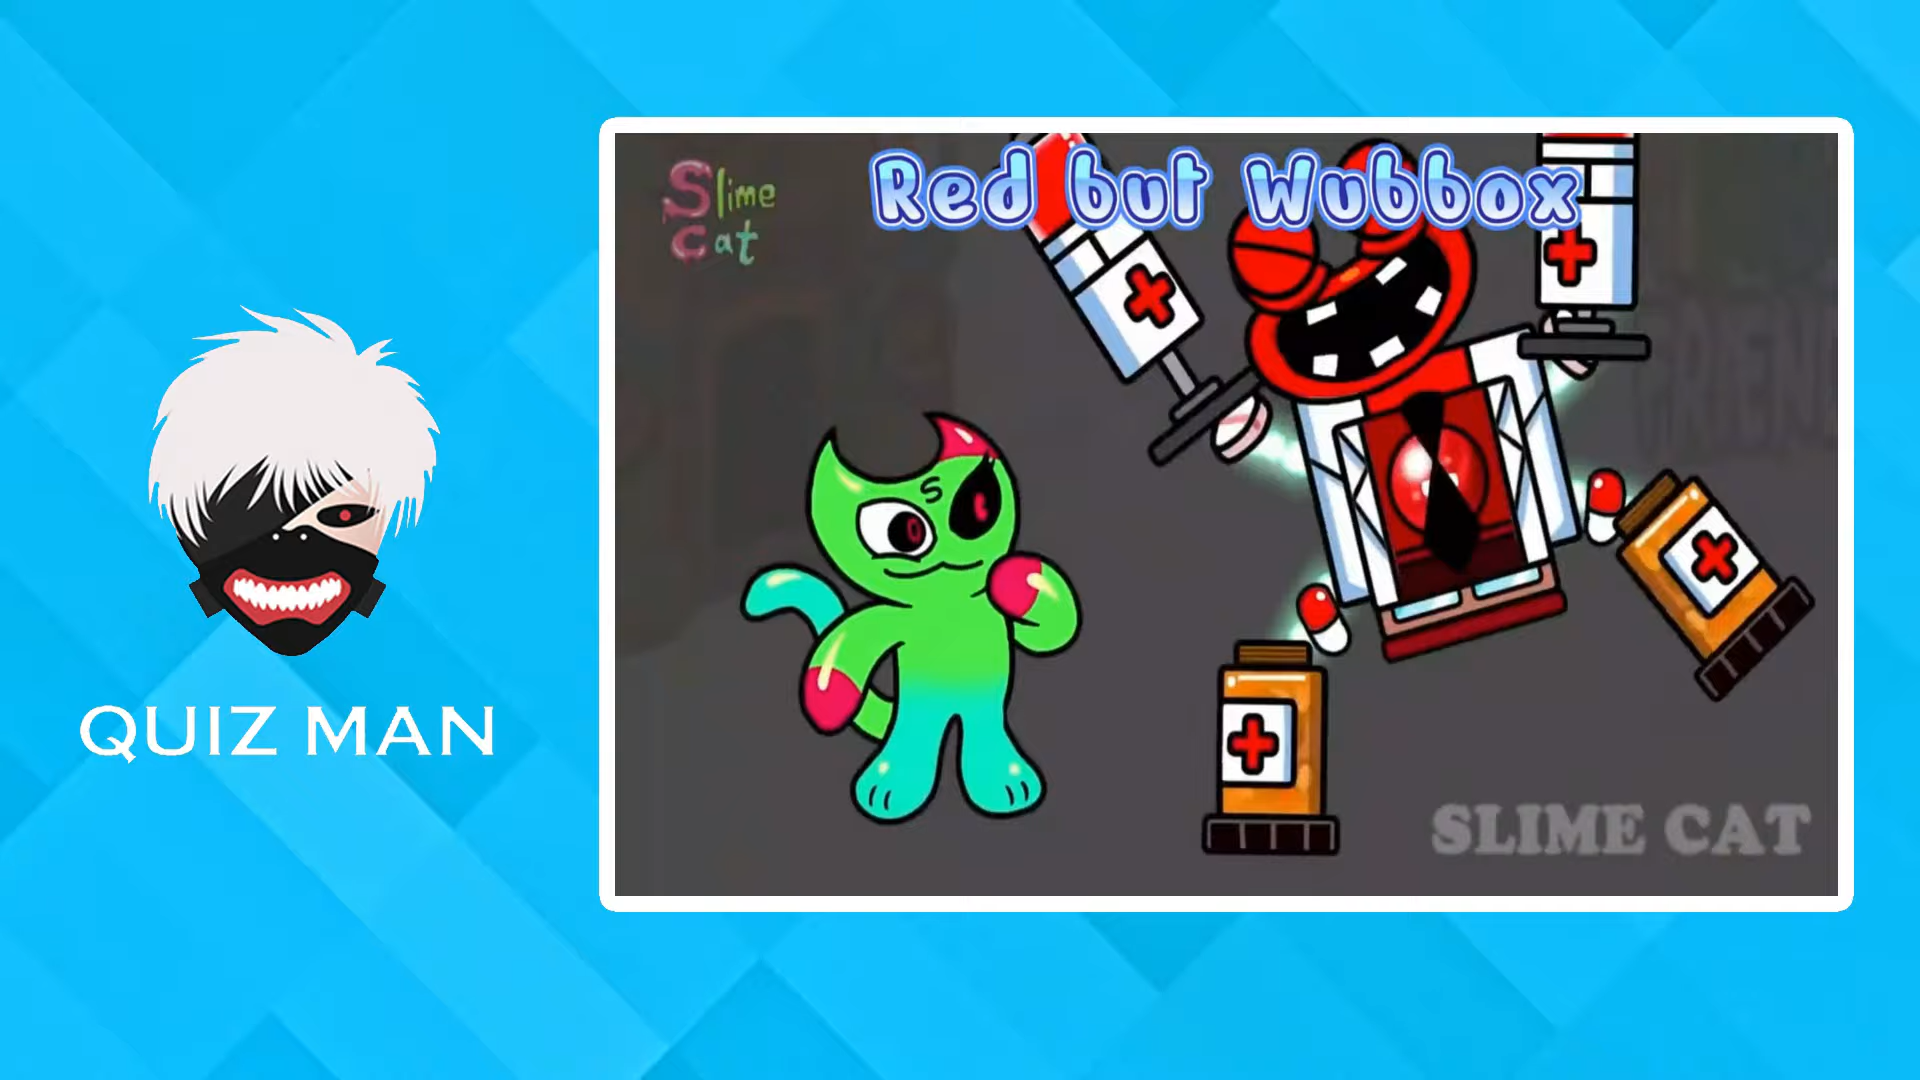 Red but Wubbox
Slime
Cat
S
QUIZ MAN
SLIME CAT